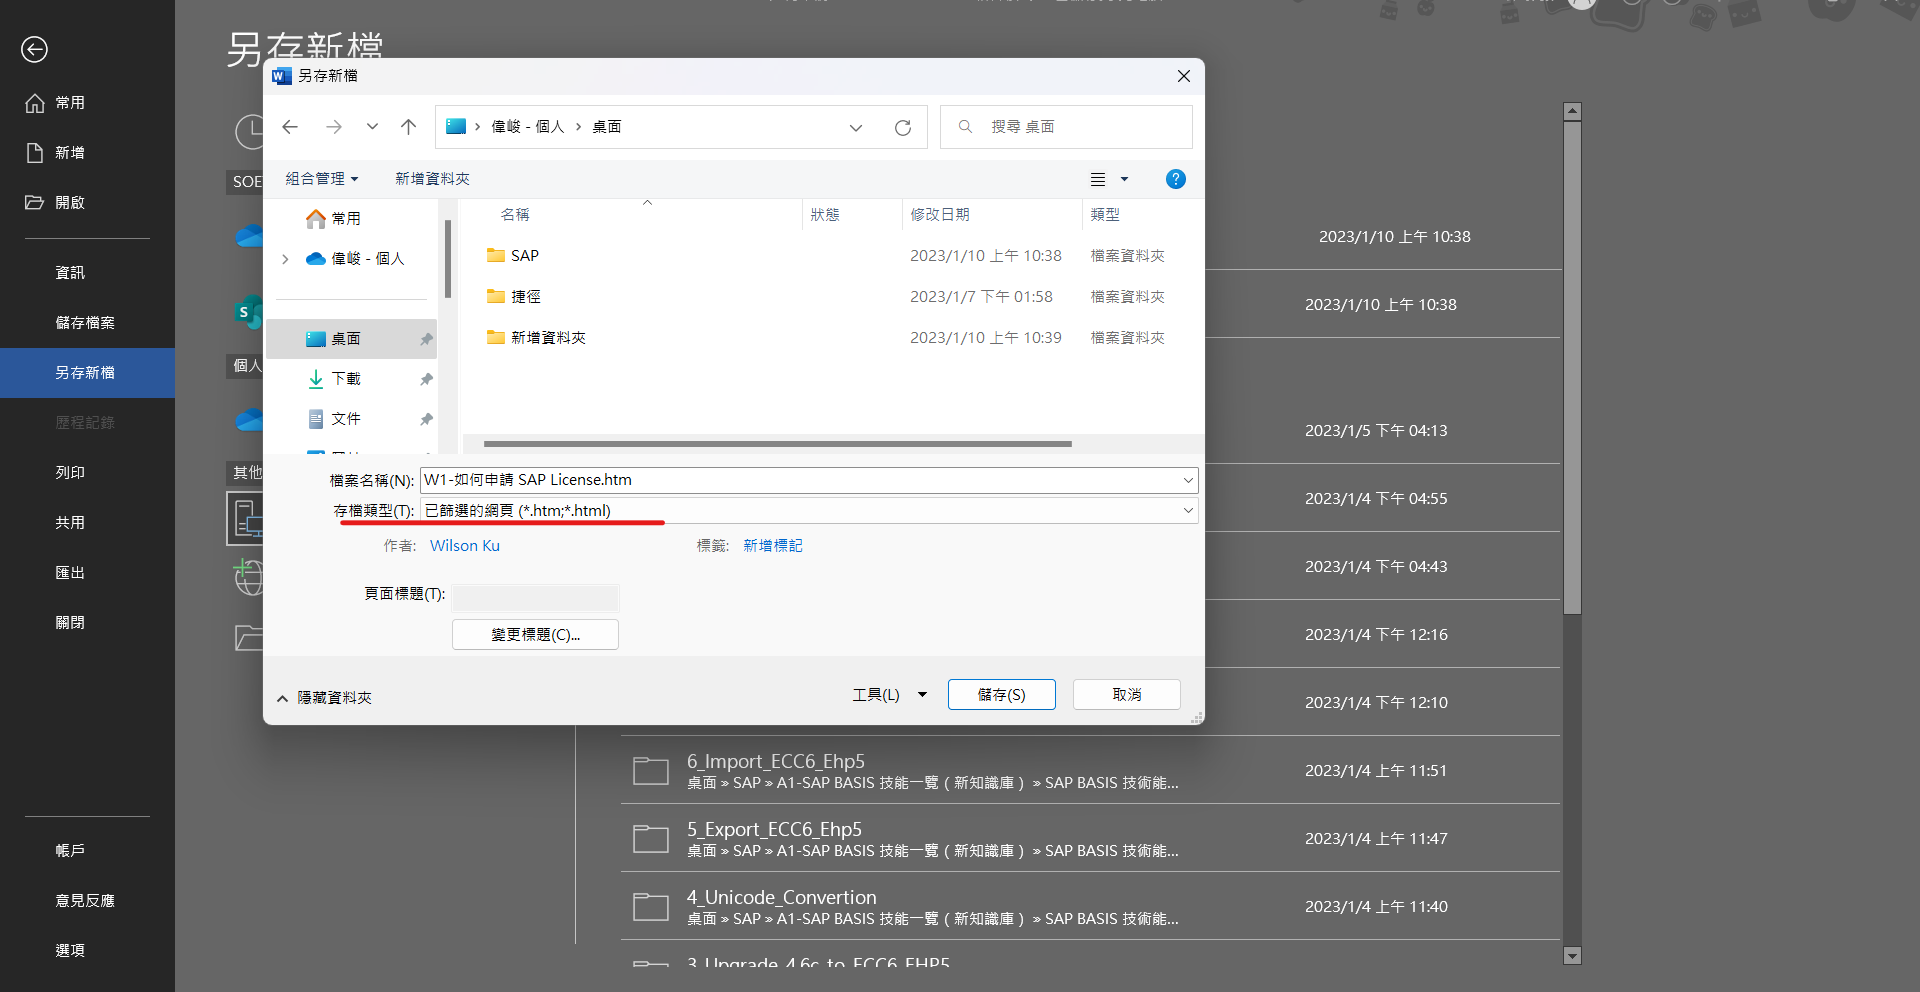 另存新檔
常用
新增
開啟
資訊
儲存檔案
另存新檔
歷程記錄
列印
共用
匯出
關閉
帳戶
意見反應
選項
個人
其他
另存新檔
偉峻 - 個人 › 桌面
搜尋 桌面
組合管理
新增資料夾
常用
偉峻 - 個人
桌面
下載
文件
名稱 狀態 修改日期 類型
SAP 2023/1/10 上午 10:38 檔案資料夾
捷徑 2023/1/7 下午 01:58 檔案資料夾
新增資料夾 2023/1/10 上午 10:39 檔案資料夾
檔案名稱(N): W1-如何申請 SAP License.htm
存檔類型(T): 已篩選的網頁 (*.htm;*.html)
作者: Wilson Ku 標籤: 新增標記
頁面標題(T):
變更標題(C)...
隱藏資料夾
工具(L)
儲存(S)
取消
2023/1/10 上午 10:38
2023/1/10 上午 10:38
2023/1/5 下午 04:13
2023/1/4 下午 04:55
2023/1/4 下午 04:43
2023/1/4 下午 12:16
2023/1/4 下午 12:10
6_Import_ECC6_Ehp5
桌面 » SAP » A1-SAP BASIS 技能一覽 ( 新知識庫 ) » SAP BASIS 技術能...
2023/1/4 上午 11:51
5_Export_ECC6_Ehp5
桌面 » SAP » A1-SAP BASIS 技能一覽 ( 新知識庫 ) » SAP BASIS 技術能...
2023/1/4 上午 11:47
4_Unicode_Convertion
桌面 » SAP » A1-SAP BASIS 技能一覽 ( 新知識庫 ) » SAP BASIS 技術能...
2023/1/4 上午 11:40
3_Upgrade_4.6c_to_ECC6_EHP5